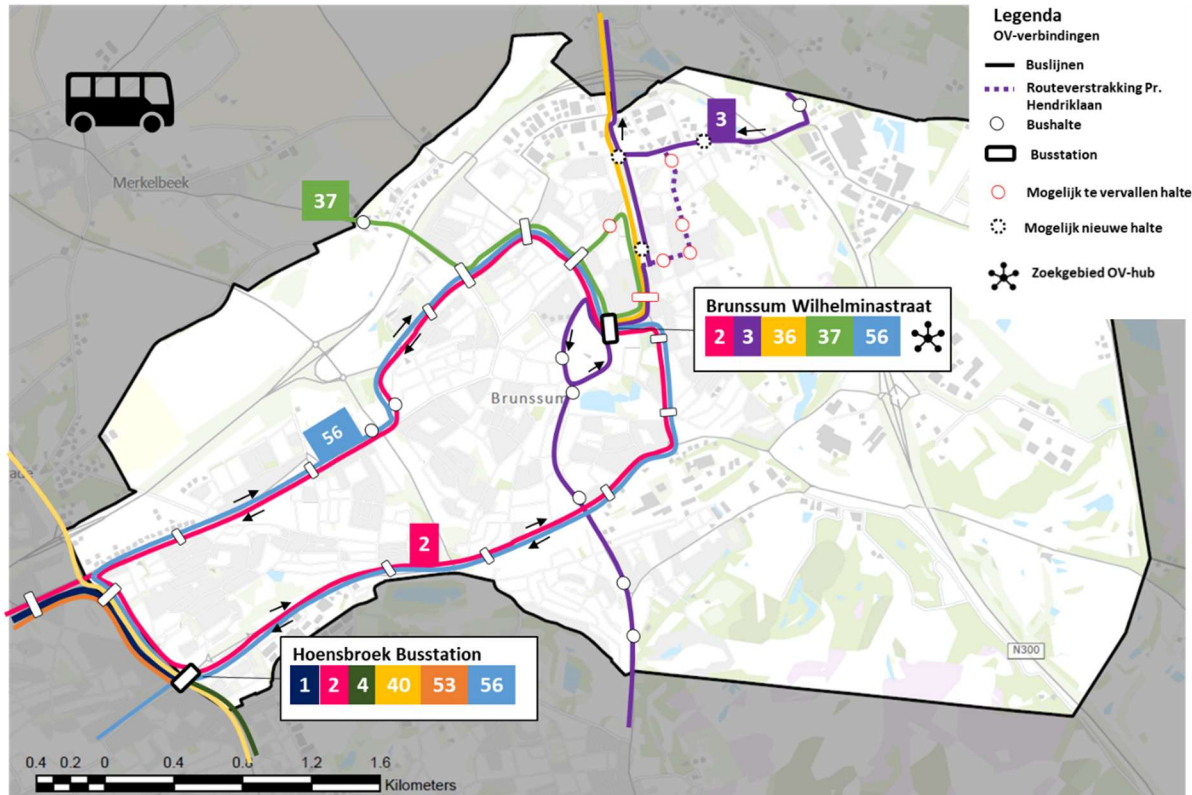 Legenda
OV-verbindingen
Buslijnen
Routeverstrakking Pr.
Hendriklaan
Bushalte
Busstation
Mogelijk te vervallen halte
Mogelijk nieuwe halte
Zoekgebied OV-hub
3
Merkelbeek
37
Brunssum Wilhelminastraat
2 3 36 37 56
Brunssum
56
ade
2
N300
Hoensbroek Busstation
1 2 4 40 53 56
0.4 0.2 0 0.4 0.8 1.2 1.6
Kilometers